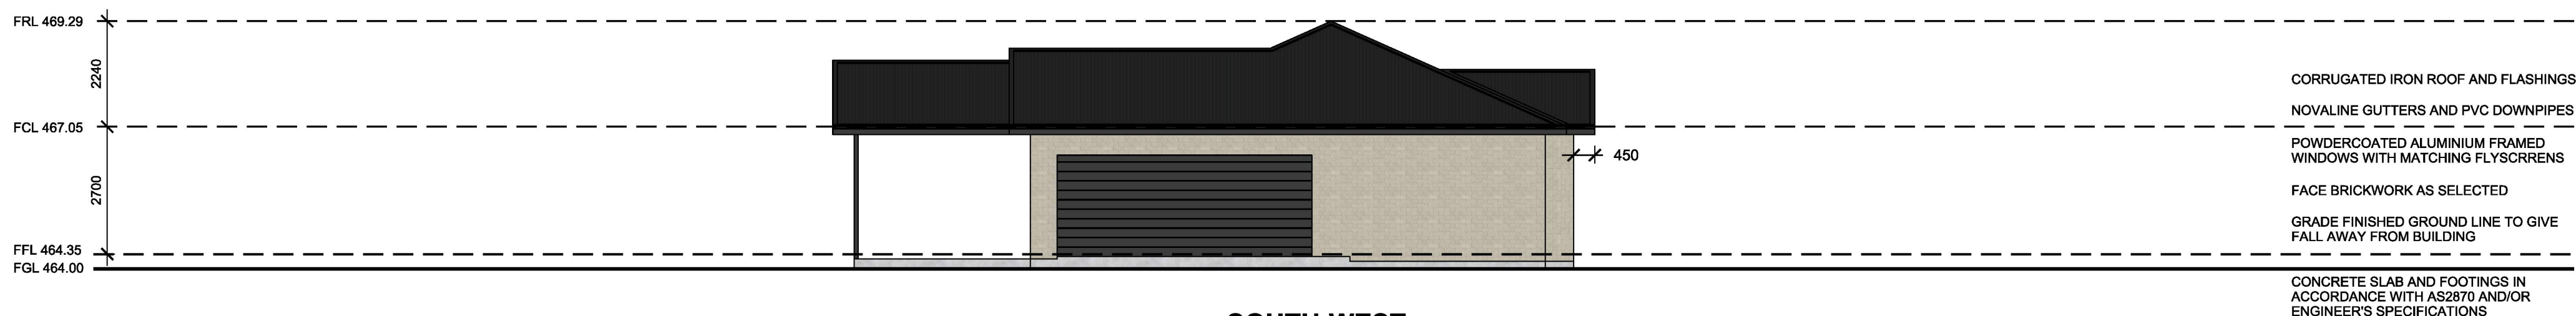 FRL 469.29
2240
FCL 467.05
2700
FFL 464.35
FGL 464.00
450
CORRUGATED IRON ROOF AND FLASHINGS
NOVALINE GUTTERS AND PVC DOWNPIPES
POWDERCOATED ALUMINIUM FRAMED
WINDOWS WITH MATCHING FLYSCRRENS
FACE BRICKWORK AS SELECTED
GRADE FINISHED GROUND LINE TO GIVE
FALL AWAY FROM BUILDING
CONCRETE SLAB AND FOOTINGS IN
ACCORDANCE WITH AS2870 AND/OR
ENGINEER'S SPECIFICATIONS
SOUTH WEST